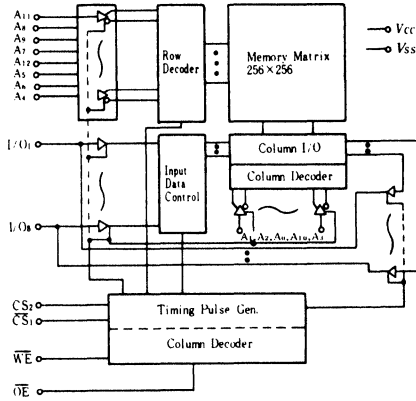 A11
A8
A9
A7
A12
A5
A6
A4
Row
Decoder
Memory Matrix
256×256
Vcc
Vss
I/O1
I/O8
Input
Data
Control
Column I/O
Column Decoder
A1, A2, A0, A10, A3
CS2
CS1
WE
OE
Timing Pulse Gen.
Column Decoder